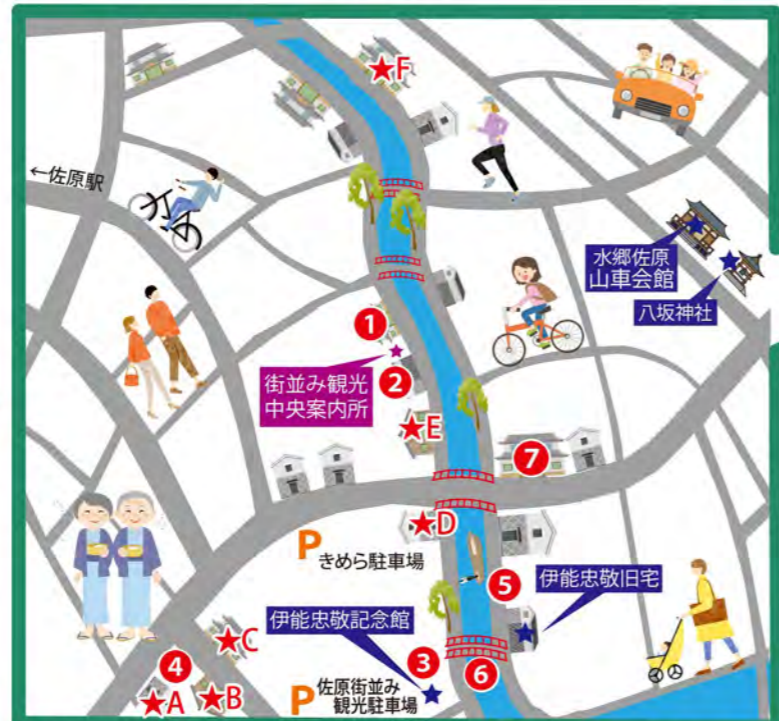 ★F
←佐原駅
水郷佐原
山車会館
八坂神社
1
街並み観光
中央案内所
2
★E
7
★D
P きめら駐車場
5
伊能忠敬旧宅
伊能忠敬記念館
★C
4
3
6
★A
★B
P 佐原街並み
観光駐車場